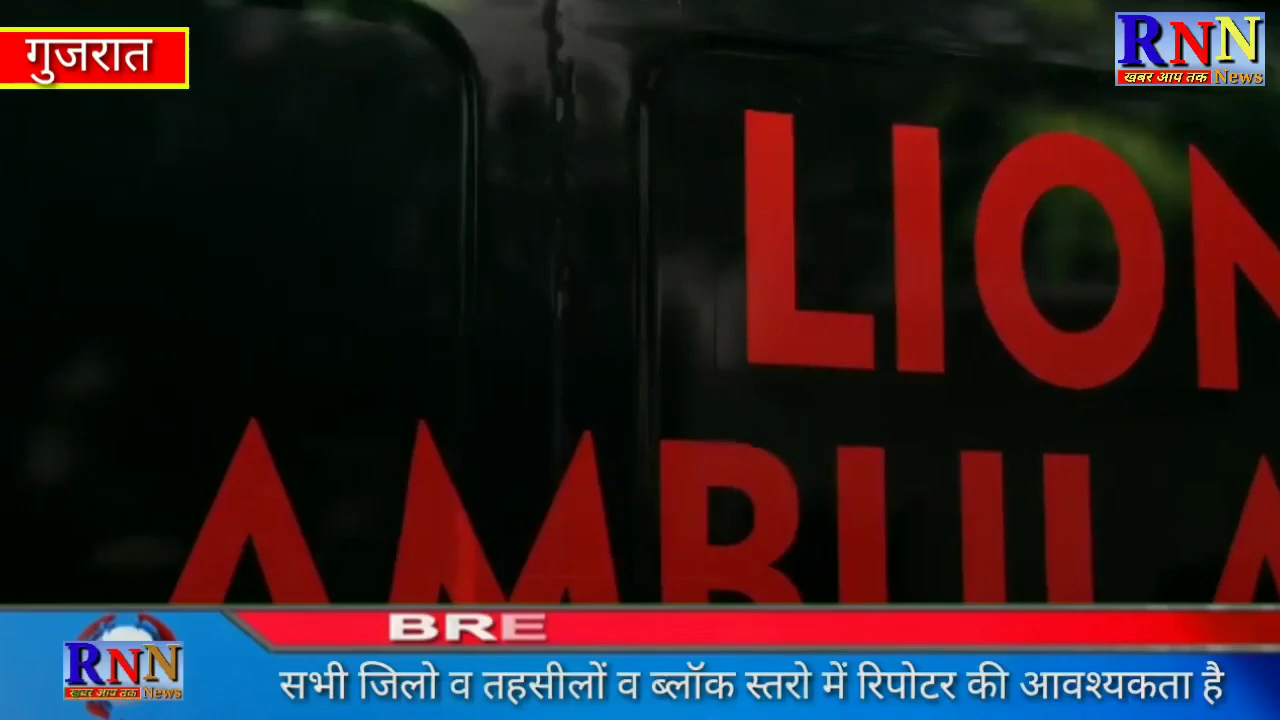 गुजरात
RNN
खबर आप तक News
LION
AMBULA
BRE
RNN
खबर आप तक News
सभी जिलो व तहसीलों व ब्लॉक स्तरो में रिपोटर की आवश्यकता है